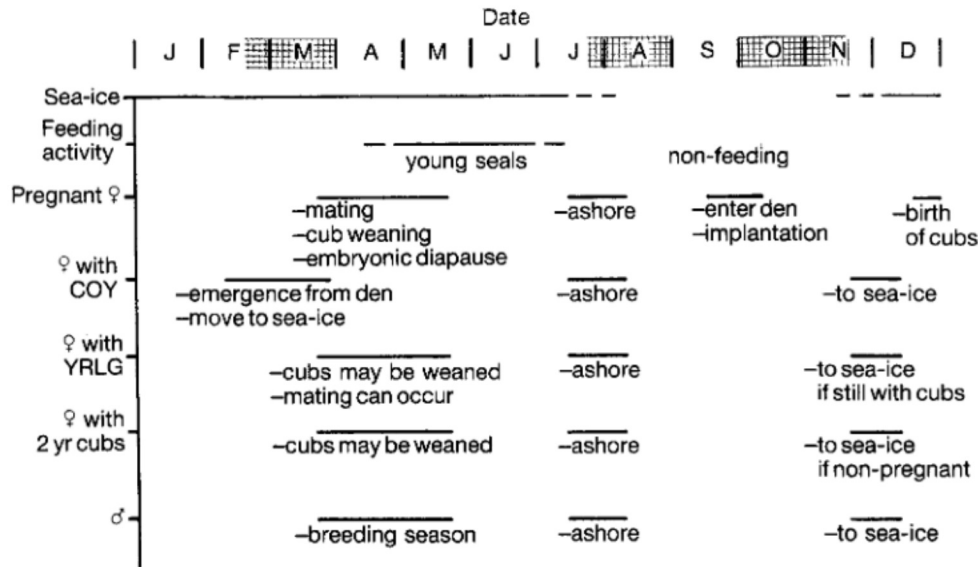 Date
J F M A M J J A S O N D
Sea-ice
Feeding
activity
young seals
non-feeding
Pregnant ♀
–mating
–cub weaning
–embryonic diapause
–ashore
–enter den
–implantation
–birth
of cubs
♀ with
COY
–emergence from den
–move to sea-ice
–ashore
–to sea-ice
♀ with
YRLG
–cubs may be weaned
–mating can occur
–ashore
–to sea-ice
if still with cubs
♀ with
2 yr cubs
–cubs may be weaned
–ashore
–to sea-ice
if non-pregnant
♂
–breeding season
–ashore
–to sea-ice